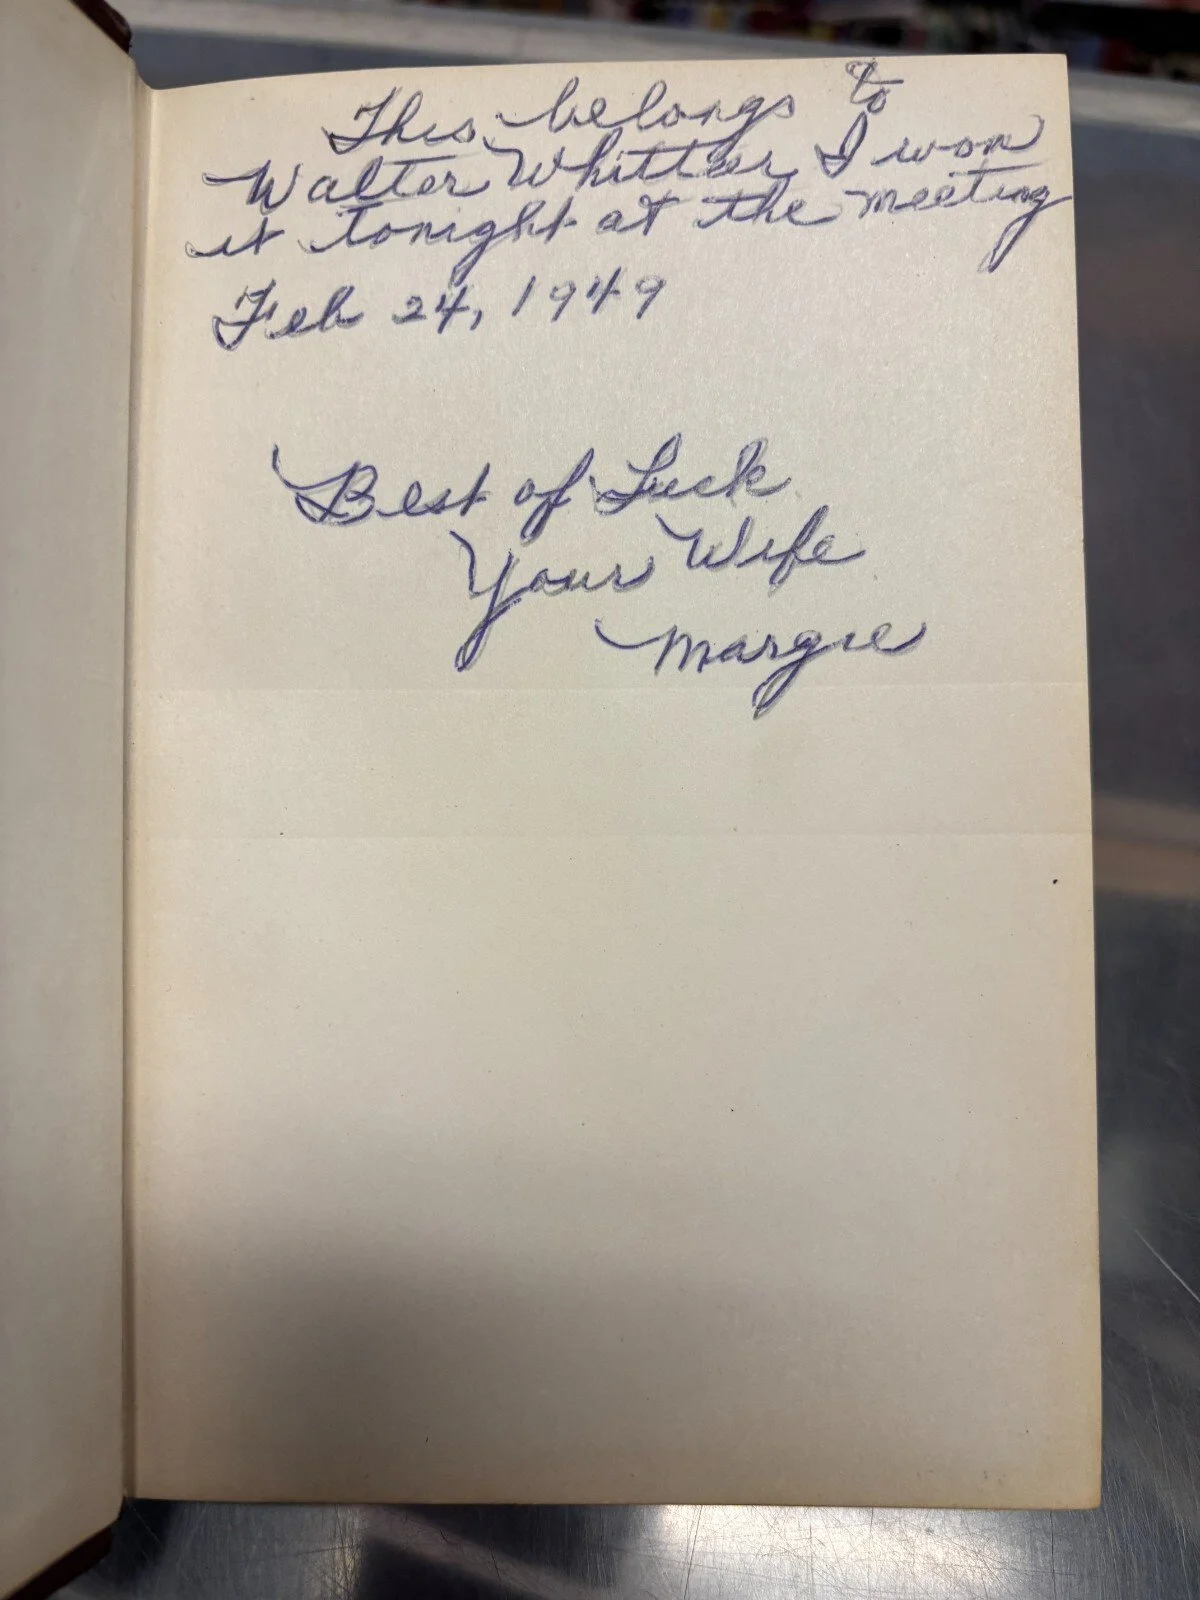 This belongs to
Walter Whittier I won
it tonight at the meeting
Feb 24, 1949
Best of Luck
Your Wife
Margie